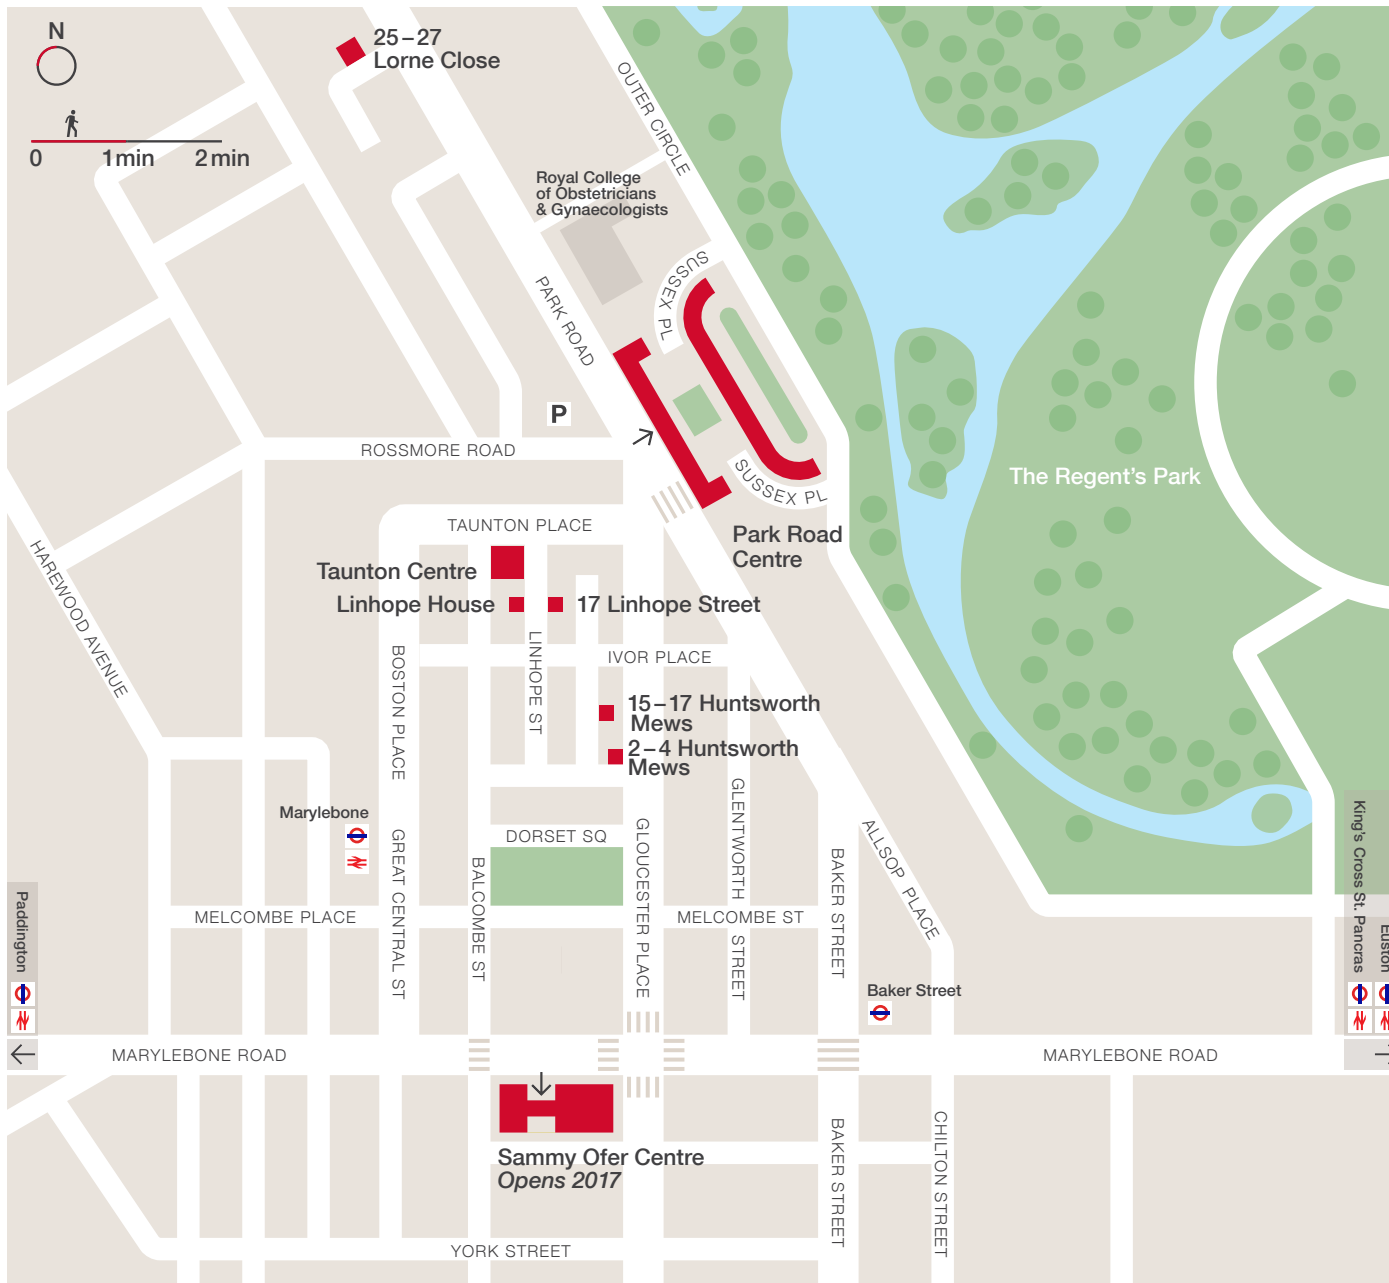 N
0 1min 2min
25–27
Lorne Close
OUTER CIRCLE
Royal College
of Obstetricians
& Gynaecologists
SUSSEX PL
PARK ROAD
P
ROSSMORE ROAD
SUSSEX PL
The Regent's Park
TAUNTON PLACE
Park Road
Centre
Taunton Centre
Linhope House
17 Linhope Street
HAREWOOD AVENUE
BOSTON PLACE
LINHOPE ST
IVOR PLACE
15–17 Huntsworth
Mews
2–4 Huntsworth
Mews
Marylebone
GREAT CENTRAL ST
BALCOMBE ST
DORSET SQ
GLOUCESTER PLACE
GLENTWORTH STREET
BAKER STREET
ALLSOP PLACE
King's Cross St. Pancras
Euston
Paddington
MELCOMBE PLACE
MELCOMBE ST
Baker Street
MARYLEBONE ROAD
MARYLEBONE ROAD
Sammy Ofer Centre
Opens 2017
BAKER STREET
CHILTON STREET
YORK STREET